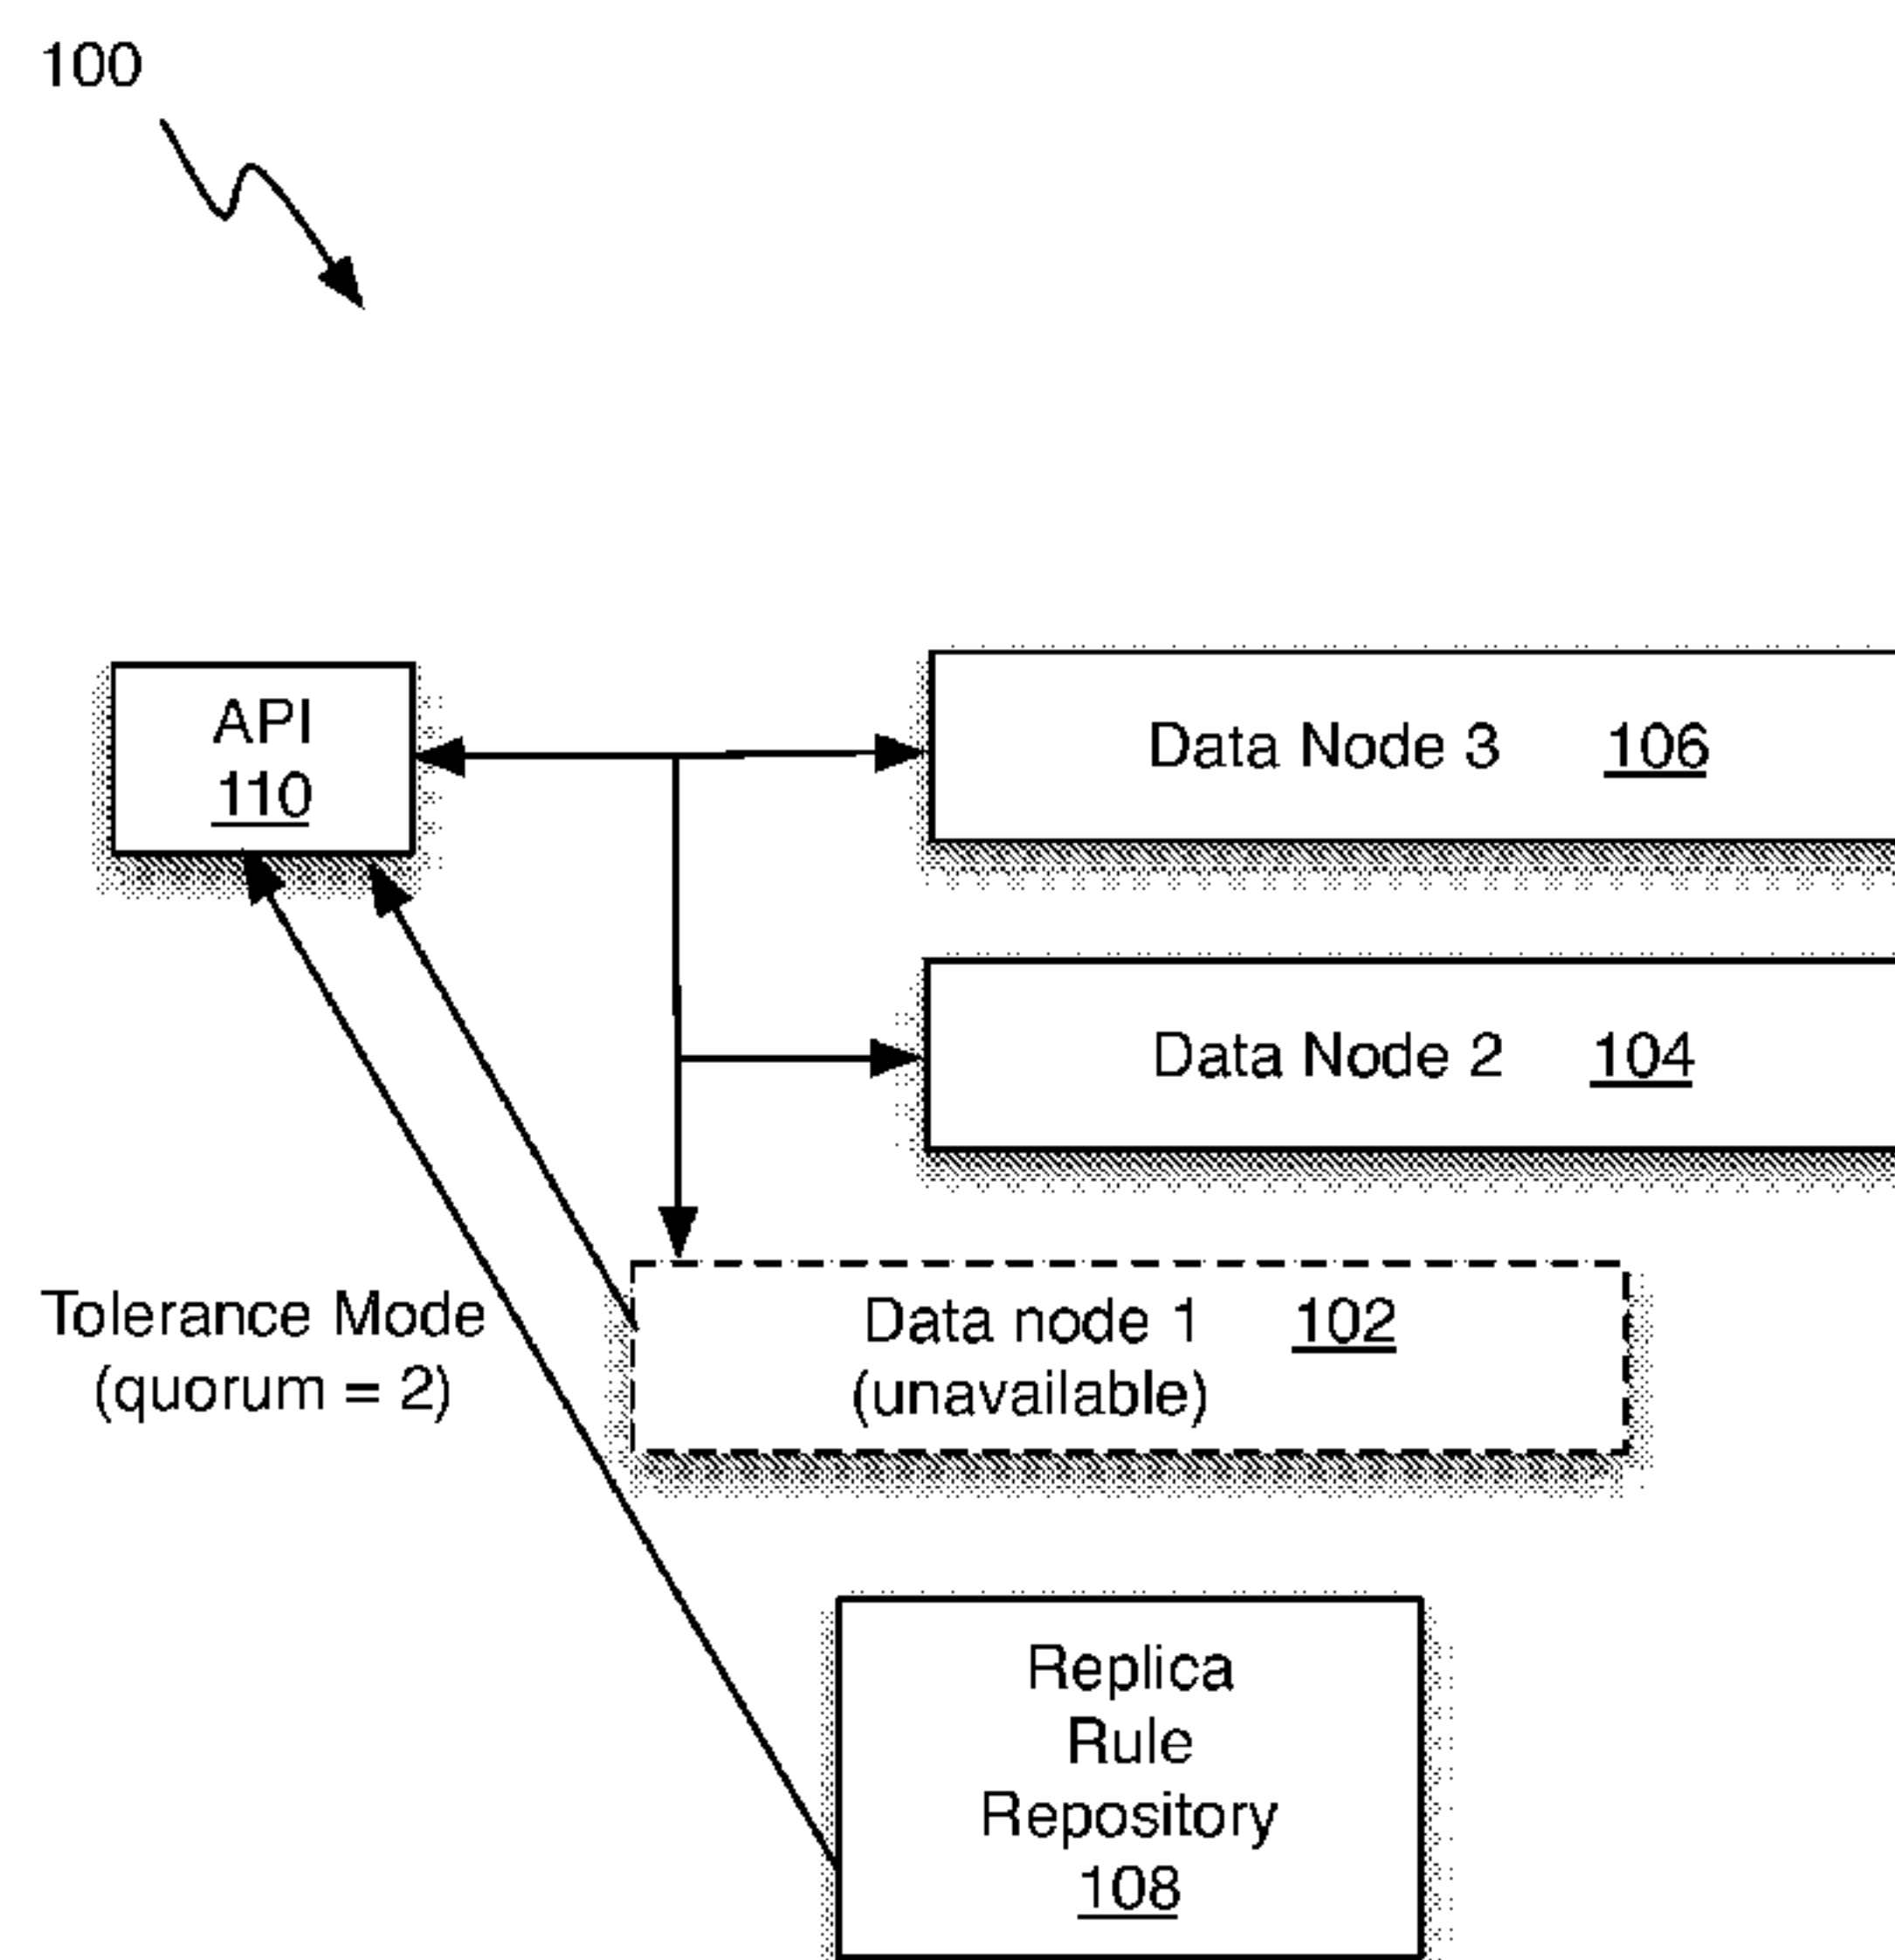 100
API
110
Data Node 3 106
Data Node 2 104
Tolerance Mode
(quorum = 2)
Data node 1 102
(unavailable)
Replica
Rule
Repository
108